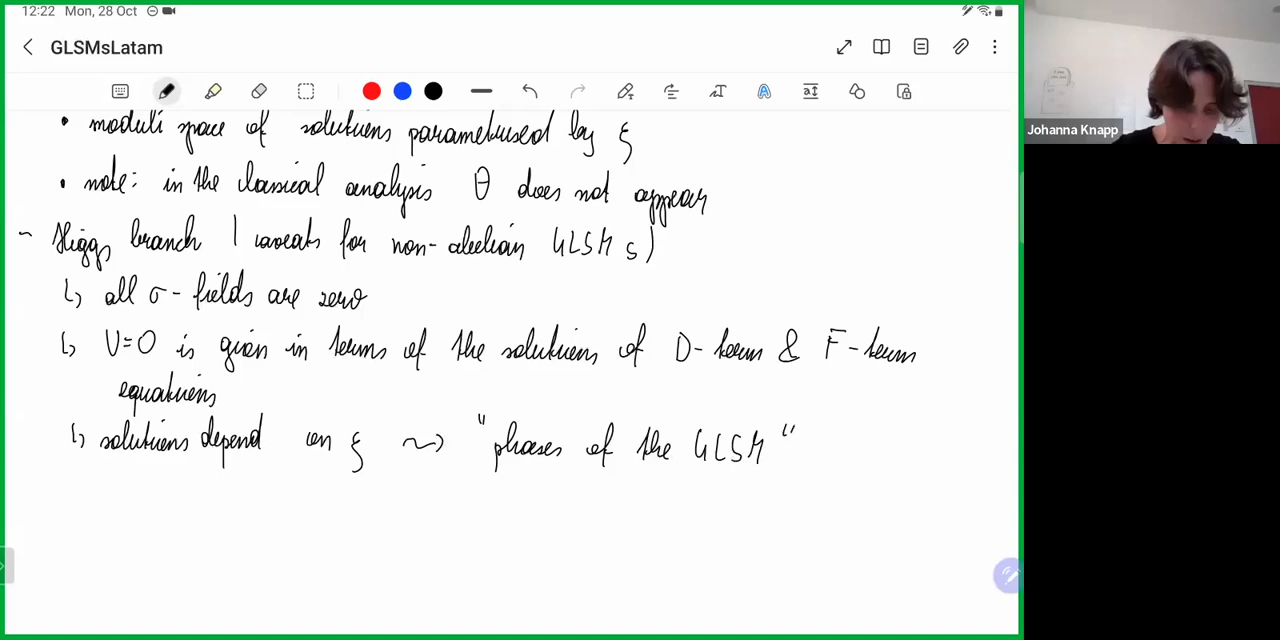 12:22 Mon, 28 Oct
GLSMsLatam
Johanna Knapp
• moduli space of solutions parametrised by ξ
• note: in the classical analysis θ does not appear
- Higgs branch ( caveats for non-abelian GLSMs)
↳ all σ-fields are zero
↳ U=0 is given in terms of the solutions of D-term & F-term
equations
↳ solutions depend on ξ ⇝ "phases of the GLSM"